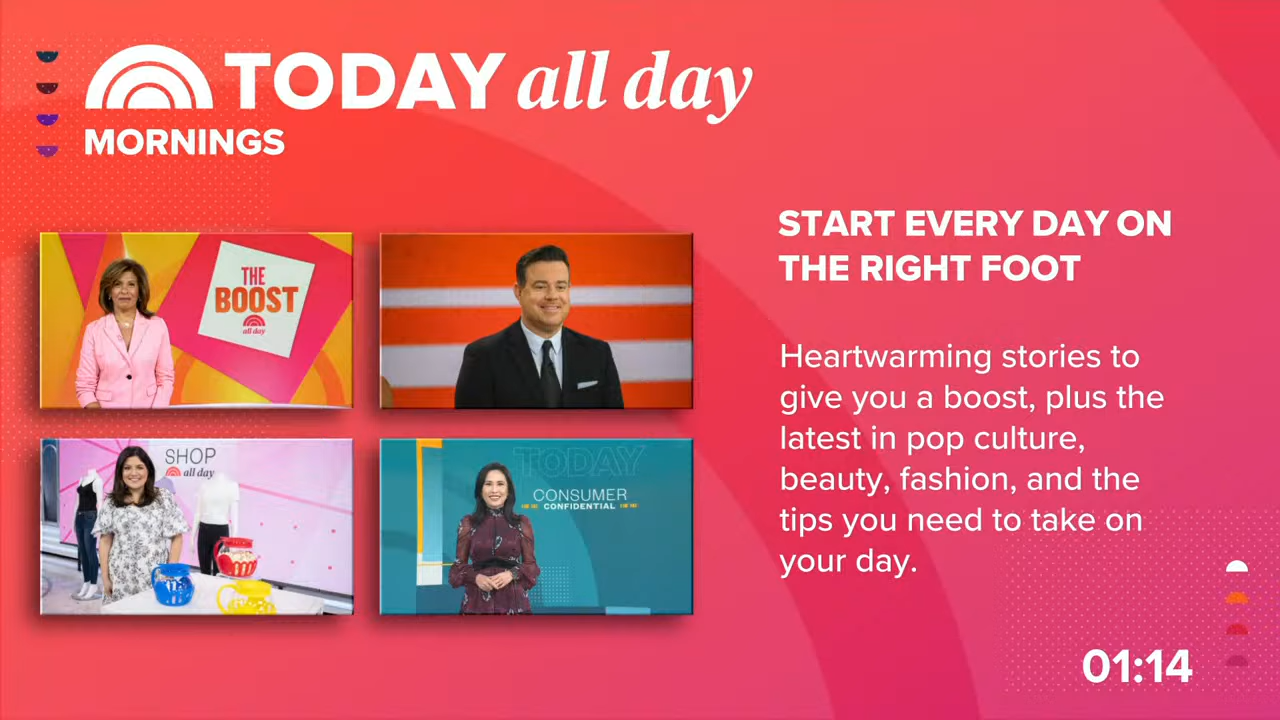 TODAY all day
MORNINGS
THE
BOOST
all day
SHOP
all day
TODAY
CONSUMER
CONFIDENTIAL
START EVERY DAY ON
THE RIGHT FOOT
Heartwarming stories to
give you a boost, plus the
latest in pop culture,
beauty, fashion, and the
tips you need to take on
your day.
01:14